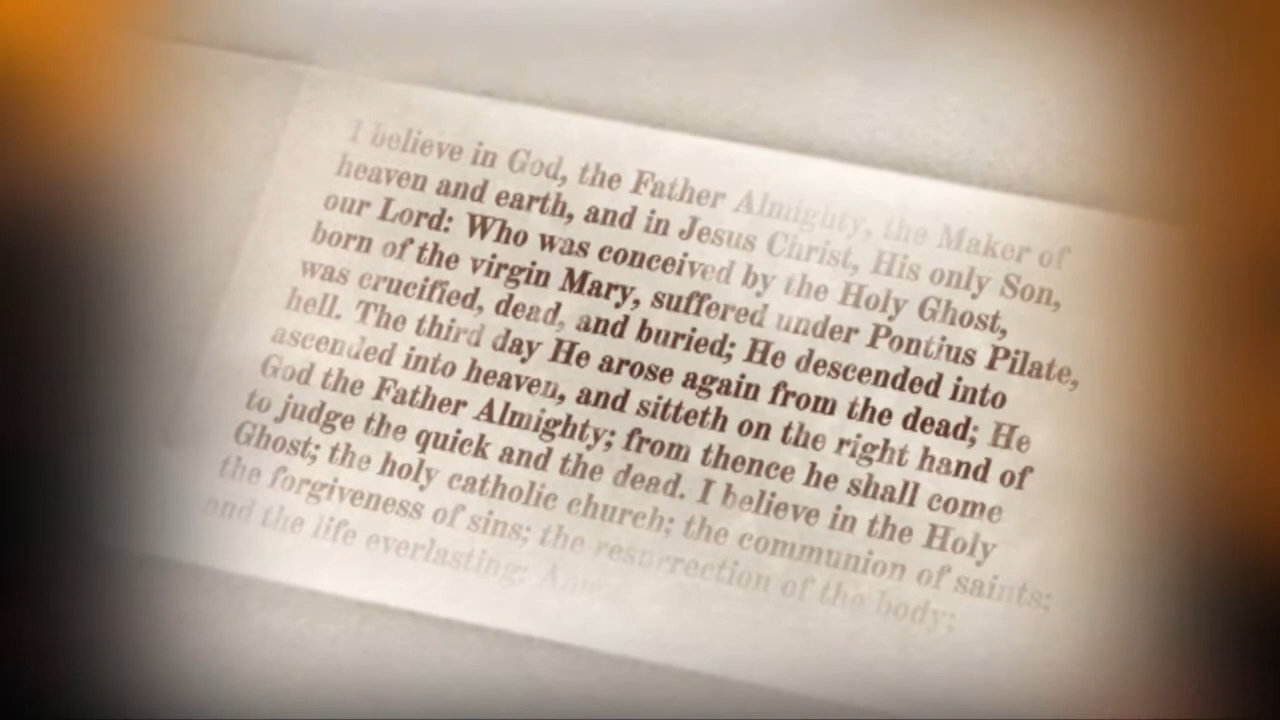 I believe in God, the Father Almighty, the Maker of
heaven and earth, and in Jesus Christ, His only Son,
our Lord: Who was conceived by the Holy Ghost,
born of the virgin Mary, suffered under Pontius Pilate,
was crucified, dead, and buried; He descended into
hell. The third day He arose again from the dead; He
ascended into heaven, and sitteth on the right hand of
God the Father Almighty; from thence he shall come
to judge the quick and the dead. I believe in the Holy
Ghost; the holy catholic church; the communion of saints;
the forgiveness of sins; the resurrection of the body;
and the life everlasting: Amen